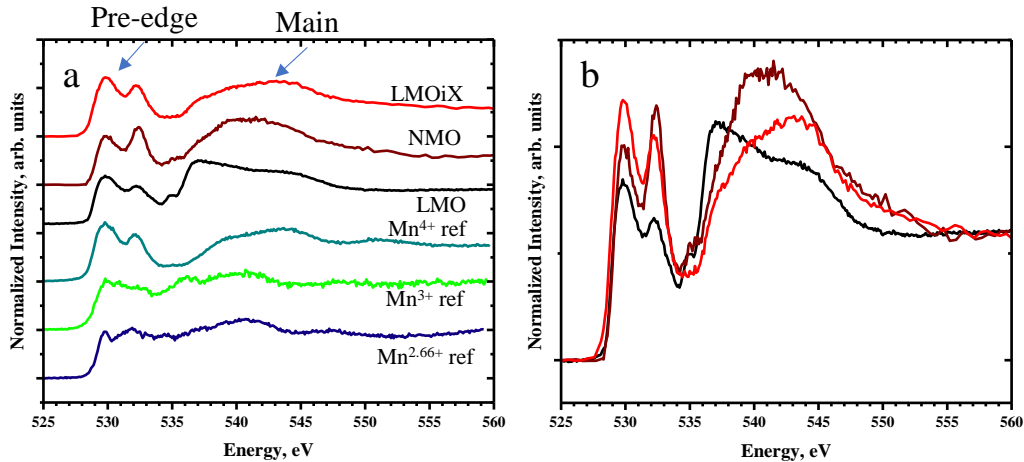 Pre-edge
Main
a
LMOiX
NMO
LMO
Mn4+ ref
Mn3+ ref
Mn2.66+ ref
Normalized Intensity, arb. units
525 530 535 540 545 550 555 560
Energy, eV
b
Normalized Intensity, arb. units
525 530 535 540 545 550 555 560
Energy, eV